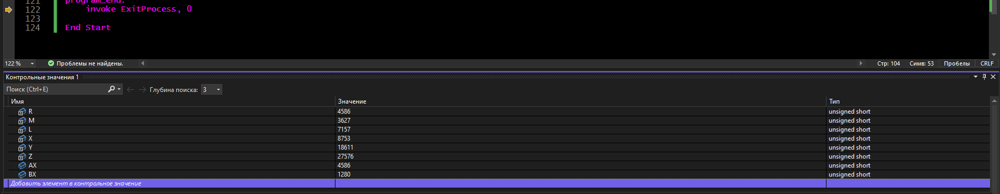 121 program_end:
122 invoke ExitProcess, 0
123
124 End Start
122 % Проблемы не найдены. Стр: 104 Симв: 53 Пробелы CRLF
Контрольные значения 1
Поиск (Ctrl+E) Глубина поиска: 3
Имя Значение Тип
R 4586 unsigned short
M 3627 unsigned short
L 7157 unsigned short
X 8753 unsigned short
Y 18611 unsigned short
Z 27576 unsigned short
AX 4586 unsigned short
BX 1280 unsigned short
Добавить элемент в контрольное значение